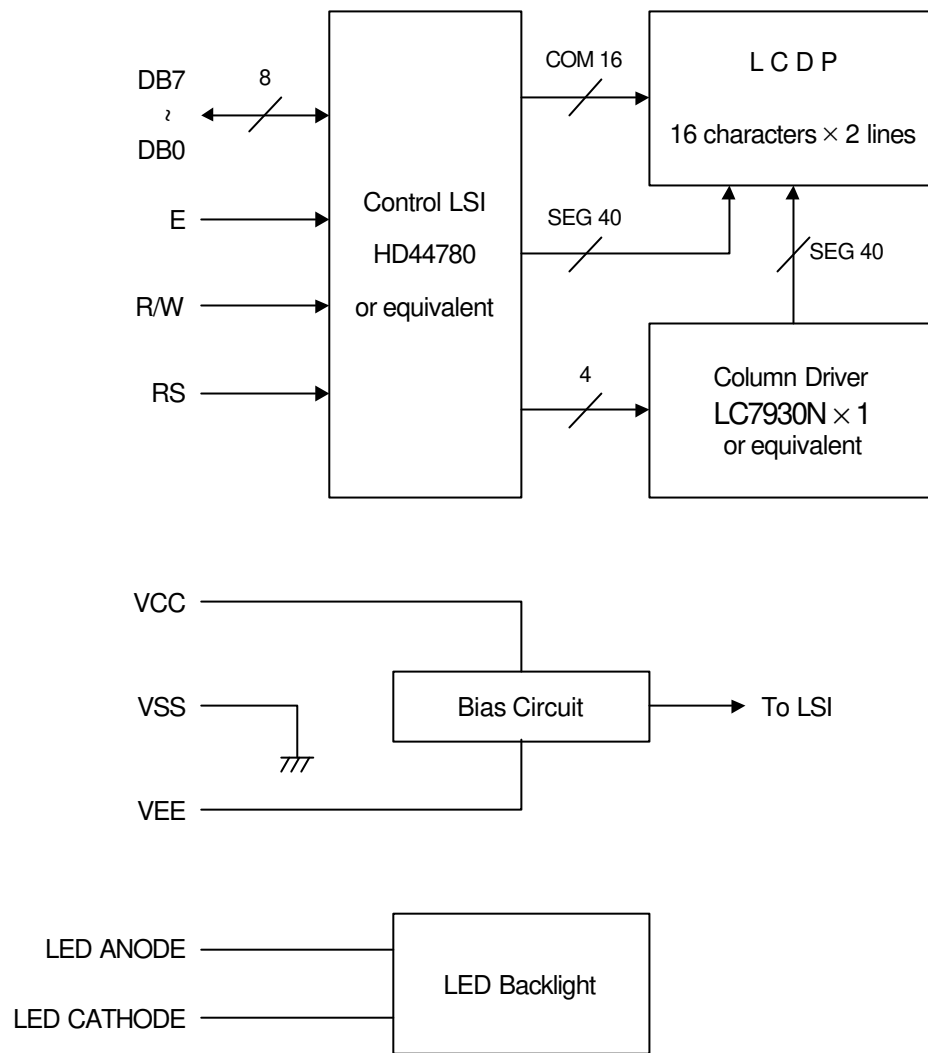 DB7
~
DB0
8
E
R/W
RS
Control LSI
HD44780
or equivalent
COM 16
SEG 40
4
L C D P
16 characters × 2 lines
SEG 40
Column Driver
LC7930N × 1
or equivalent
VCC
VSS
VEE
Bias Circuit
To LSI
LED ANODE
LED CATHODE
LED Backlight